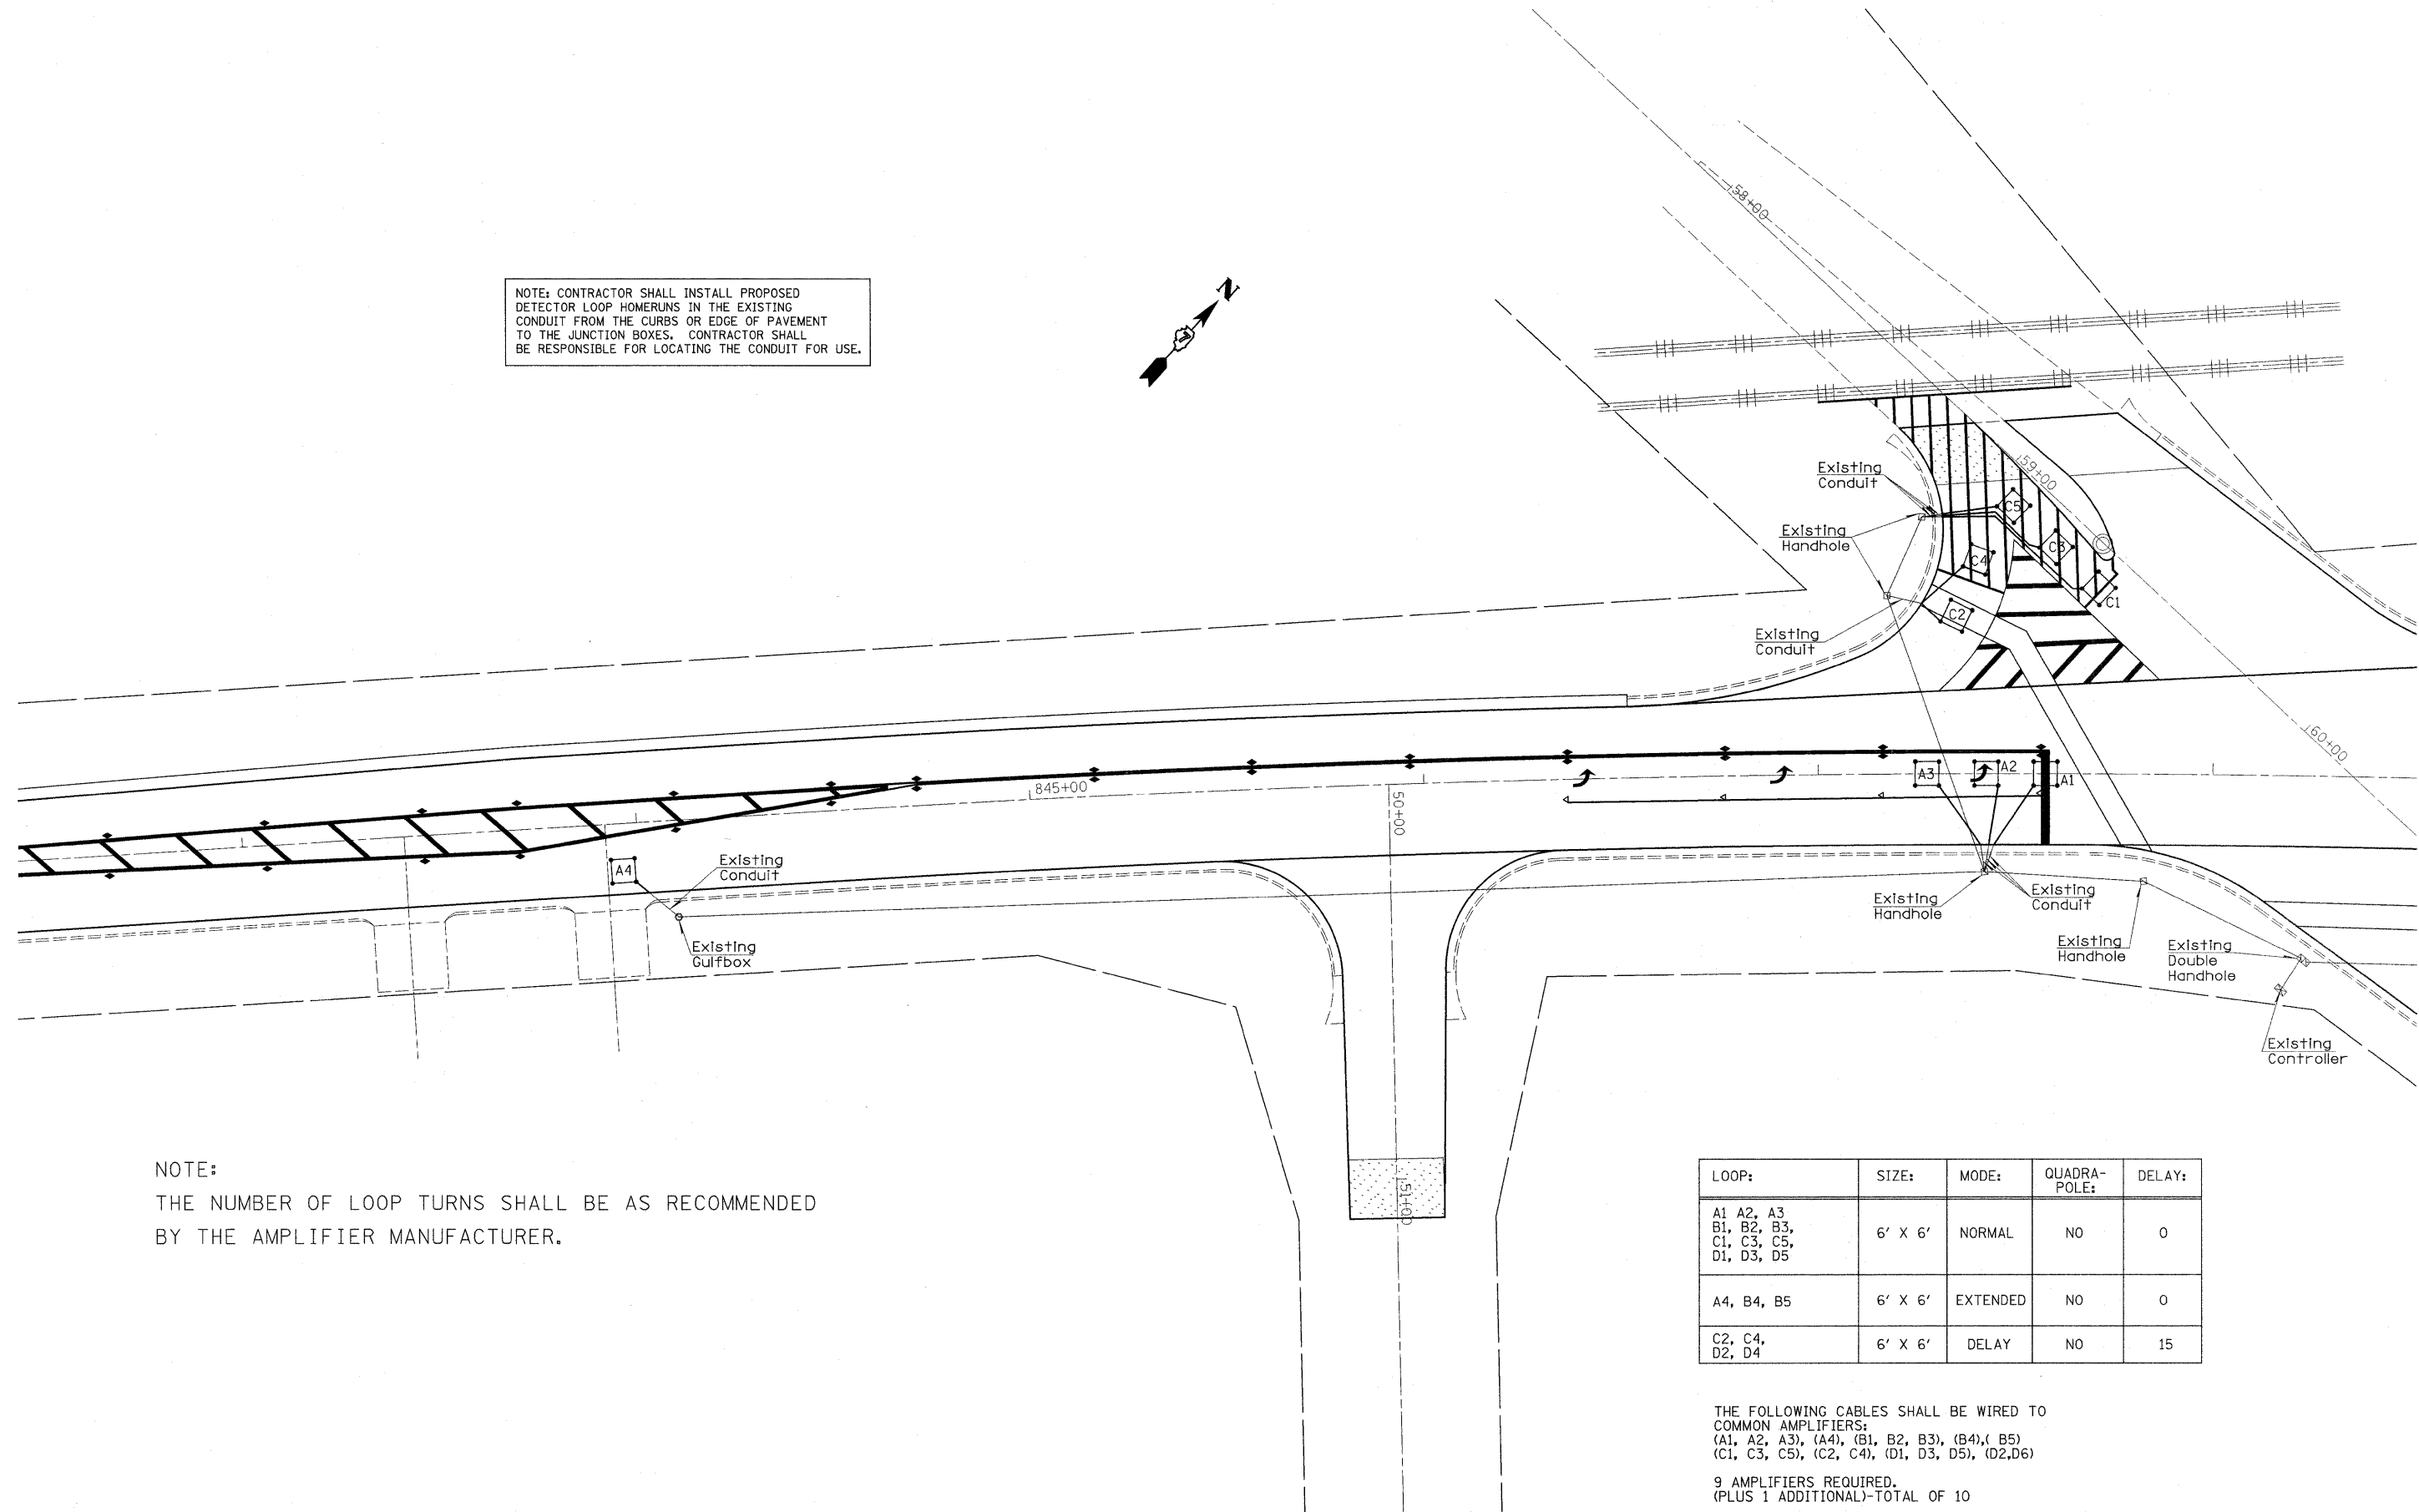 58+00
N
7
NOTE: CONTRACTOR SHALL INSTALL PROPOSED
DETECTOR LOOP HOMERUNS IN THE EXISTING
CONDUIT FROM THE CURBS OR EDGE OF PAVEMENT
TO THE JUNCTION BOXES. CONTRACTOR SHALL
BE RESPONSIBLE FOR LOCATING THE CONDUIT FOR USE.
59+00
Existing
Conduit
C5
Existing
Handhole
C3
C4
C1
C2
Existing
Conduit
60+00
A3
A2
A1
845+00
50+00
A4
Existing
Conduit
Existing
Gulfbox
Existing
Handhole
Existing
Conduit
Existing
Handhole
Existing
Double
Handhole
Existing
Controller
NOTE:
THE NUMBER OF LOOP TURNS SHALL BE AS RECOMMENDED
BY THE AMPLIFIER MANUFACTURER.
51+00
LOOP: SIZE: MODE: QUADRA-
POLE: DELAY:
A1 A2, A3
B1, B2, B3,
C1, C3, C5,
D1, D3, D5
6' X 6' NORMAL NO 0
A4, B4, B5 6' X 6' EXTENDED NO 0
C2, C4,
D2, D4
6' X 6' DELAY NO 15
THE FOLLOWING CABLES SHALL BE WIRED TO
COMMON AMPLIFIERS:
(A1, A2, A3), (A4), (B1, B2, B3), (B4),( B5)
(C1, C3, C5), (C2, C4), (D1, D3, D5), (D2,D6)
9 AMPLIFIERS REQUIRED.
(PLUS 1 ADDITIONAL)-TOTAL OF 10